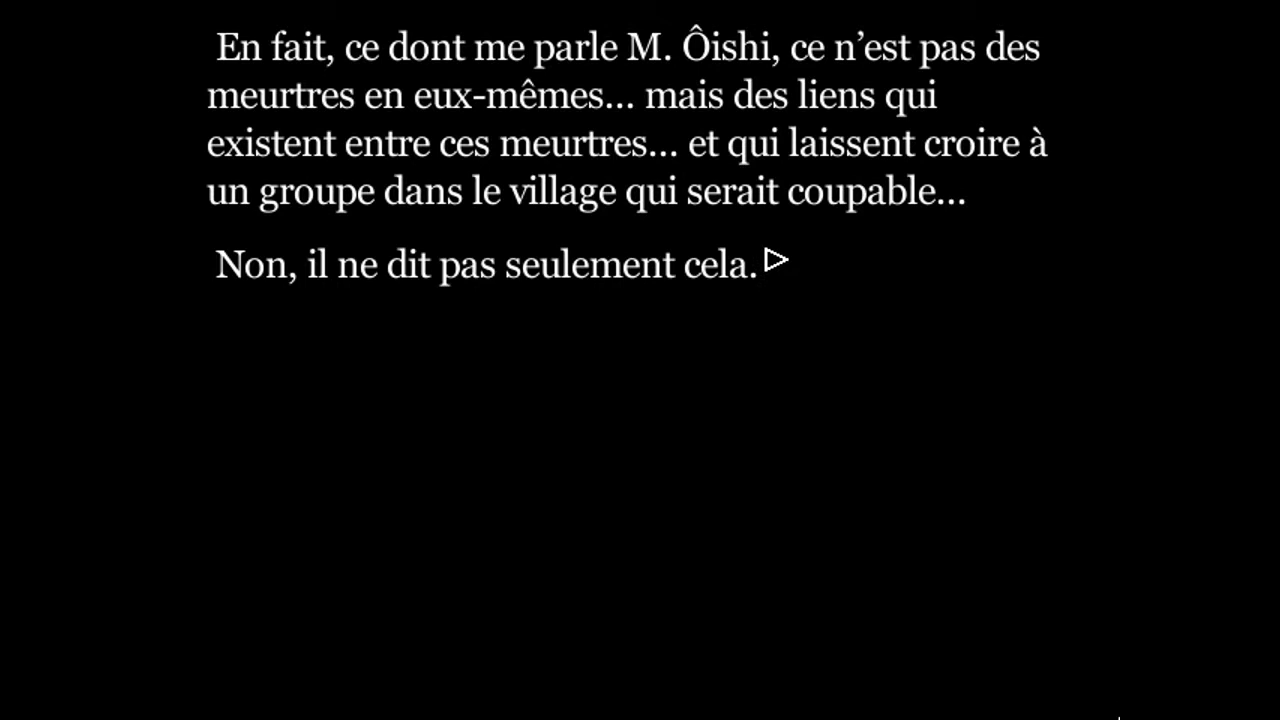 En fait, ce dont me parle M. Ôishi, ce n’est pas des
meurtres en eux-mêmes... mais des liens qui
existent entre ces meurtres... et qui laissent croire à
un groupe dans le village qui serait coupable...
Non, il ne dit pas seulement cela.